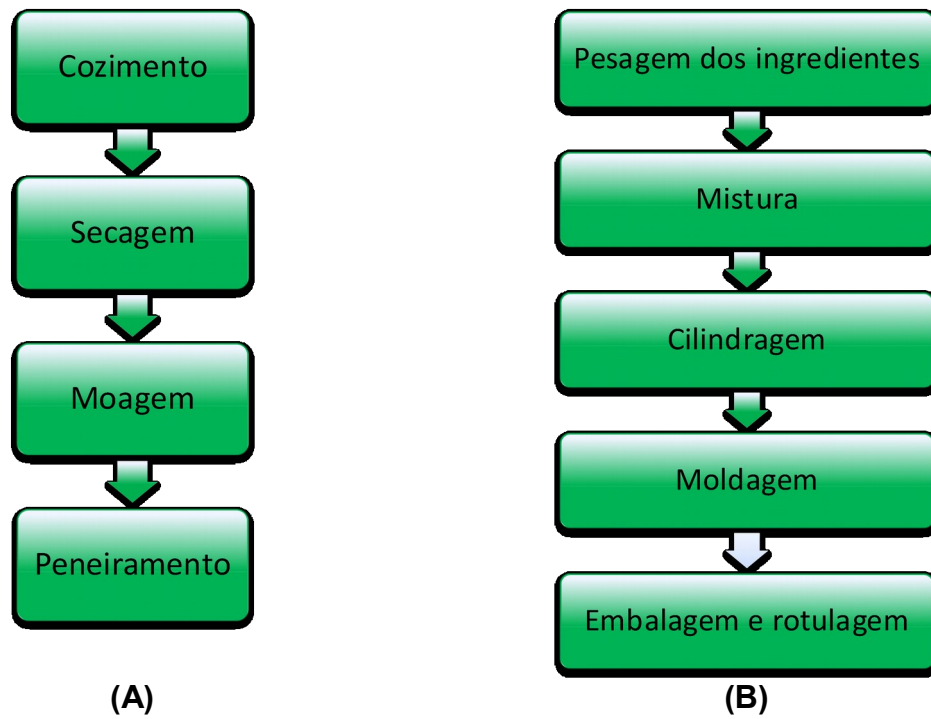 Cozimento
Secagem
Moagem
Peneiramento
(A)
Pesagem dos ingredientes
Mistura
Cilindragem
Moldagem
Embalagem e rotulagem
(B)